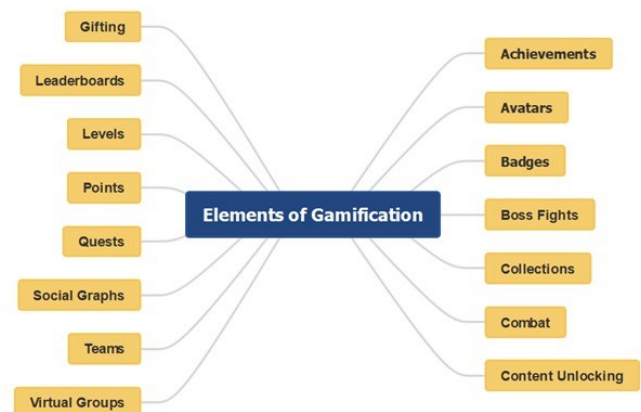 Gifting
Leaderboards
Levels
Points
Quests
Social Graphs
Teams
Virtual Groups
Elements of Gamification
Achievements
Avatars
Badges
Boss Fights
Collections
Combat
Content Unlocking